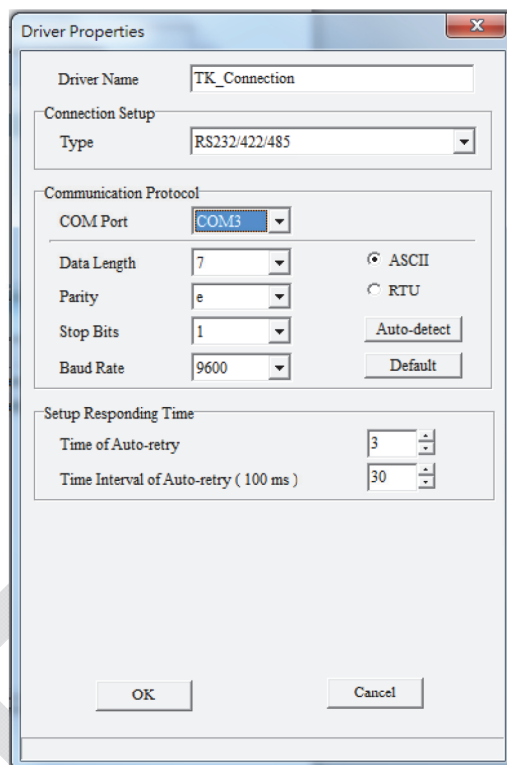 Driver Properties
Driver Name TK_Connection
Connection Setup
Type RS232/422/485
Communication Protocol
COM Port COM3
Data Length 7 ASCII
Parity e RTU
Stop Bits 1 Auto-detect
Baud Rate 9600 Default
Setup Responding Time
Time of Auto-retry 3
Time Interval of Auto-retry ( 100 ms ) 30
OK Cancel